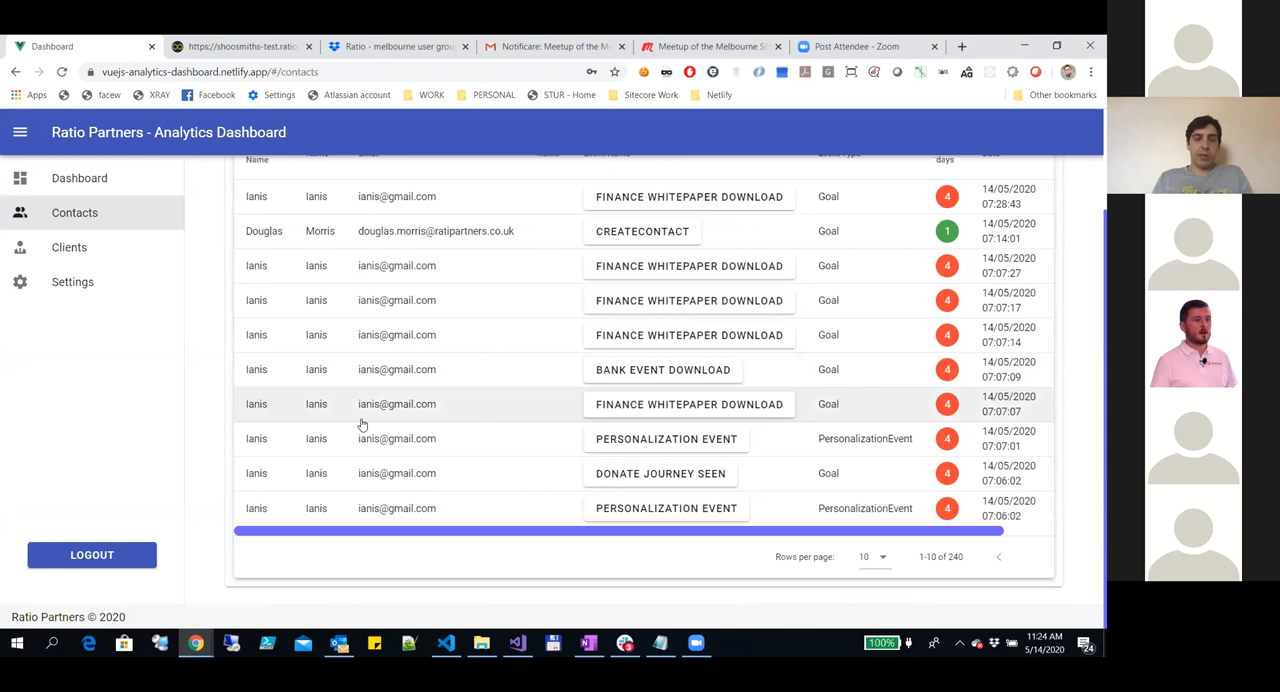 Dashboard
https://shoosmiths-test.ratio
Ratio - melbourne user grou
Notificare: Meetup of the M
Meetup of the Melbourne S
Post Attendee - Zoom
vuejs-analytics-dashboard.netlify.app/#/contacts
Apps
facew
XRAY
Facebook
Settings
Atlassian account
WORK
PERSONAL
STUR - Home
Sitecore Work
Netlify
Other bookmarks
Ratio Partners - Analytics Dashboard
Dashboard
Contacts
Clients
Settings
LOGOUT
Ratio Partners © 2020
Name
days
Ianis Ianis ianis@gmail.com FINANCE WHITEPAPER DOWNLOAD Goal 4 14/05/2020
07:28:43
Douglas Morris douglas.morris@ratipartners.co.uk CREATECONTACT Goal 1 14/05/2020
07:14:01
Ianis Ianis ianis@gmail.com FINANCE WHITEPAPER DOWNLOAD Goal 4 14/05/2020
07:07:27
Ianis Ianis ianis@gmail.com FINANCE WHITEPAPER DOWNLOAD Goal 4 14/05/2020
07:07:17
Ianis Ianis ianis@gmail.com FINANCE WHITEPAPER DOWNLOAD Goal 4 14/05/2020
07:07:14
Ianis Ianis ianis@gmail.com BANK EVENT DOWNLOAD Goal 4 14/05/2020
07:07:09
Ianis Ianis ianis@gmail.com FINANCE WHITEPAPER DOWNLOAD Goal 4 14/05/2020
07:07:07
Ianis Ianis ianis@gmail.com PERSONALIZATION EVENT PersonalizationEvent 4 14/05/2020
07:07:01
Ianis Ianis ianis@gmail.com DONATE JOURNEY SEEN Goal 4 14/05/2020
07:06:02
Ianis Ianis ianis@gmail.com PERSONALIZATION EVENT PersonalizationEvent 4 14/05/2020
07:06:02
Rows per page: 10 1-10 of 240
100%
11:24 AM
5/14/2020
24